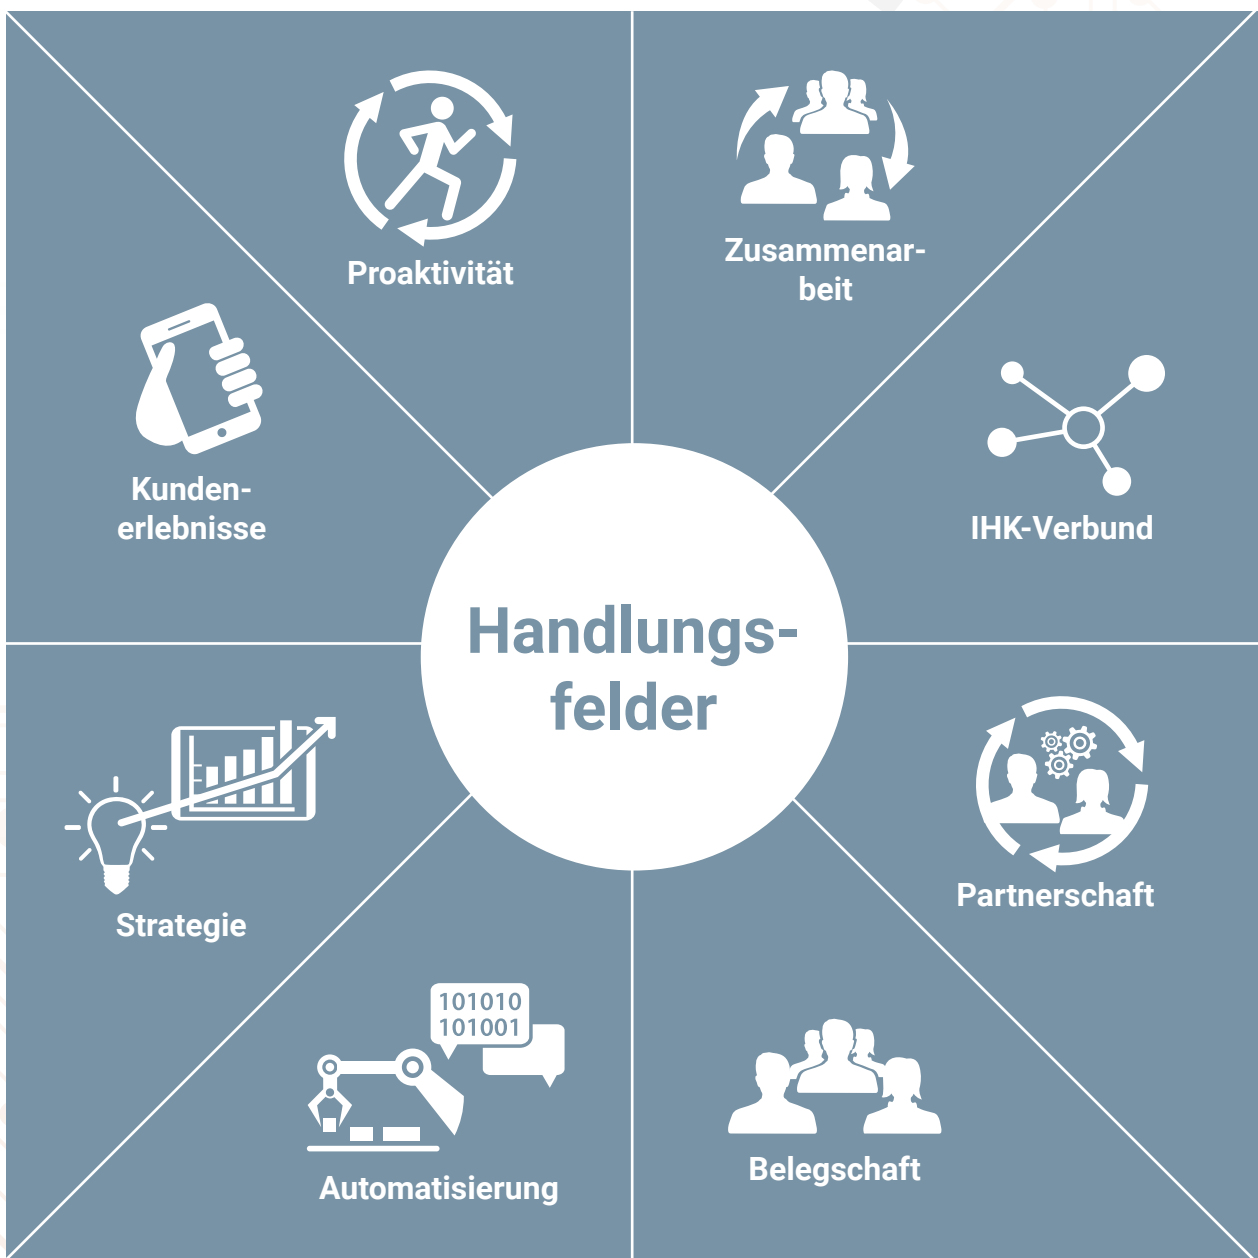 Proaktivität
Zusammenar-
beit
Kunden-
erlebnisse
IHK-Verbund
Handlungs-
felder
Strategie
Partnerschaft
101010
101001
Automatisierung
Belegschaft